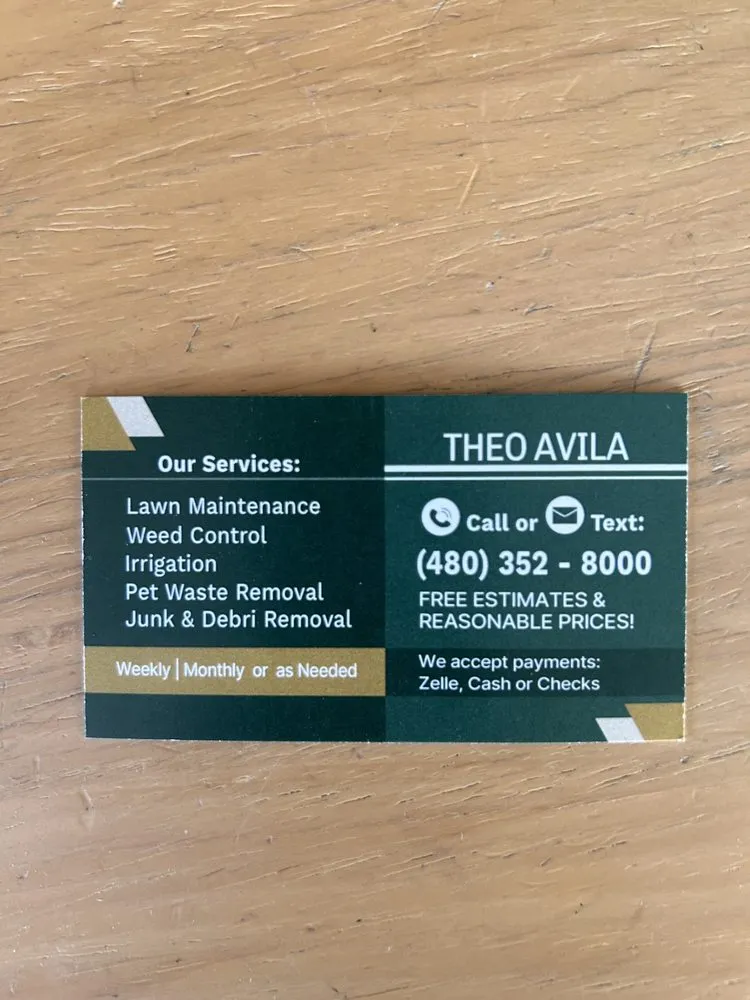 Our Services:
Lawn Maintenance
Weed Control
Irrigation
Pet Waste Removal
Junk & Debri Removal
Weekly | Monthly or as Needed
THEO AVILA
Call or Text:
(480) 352 - 8000
FREE ESTIMATES &
REASONABLE PRICES!
We accept payments:
Zelle, Cash or Checks